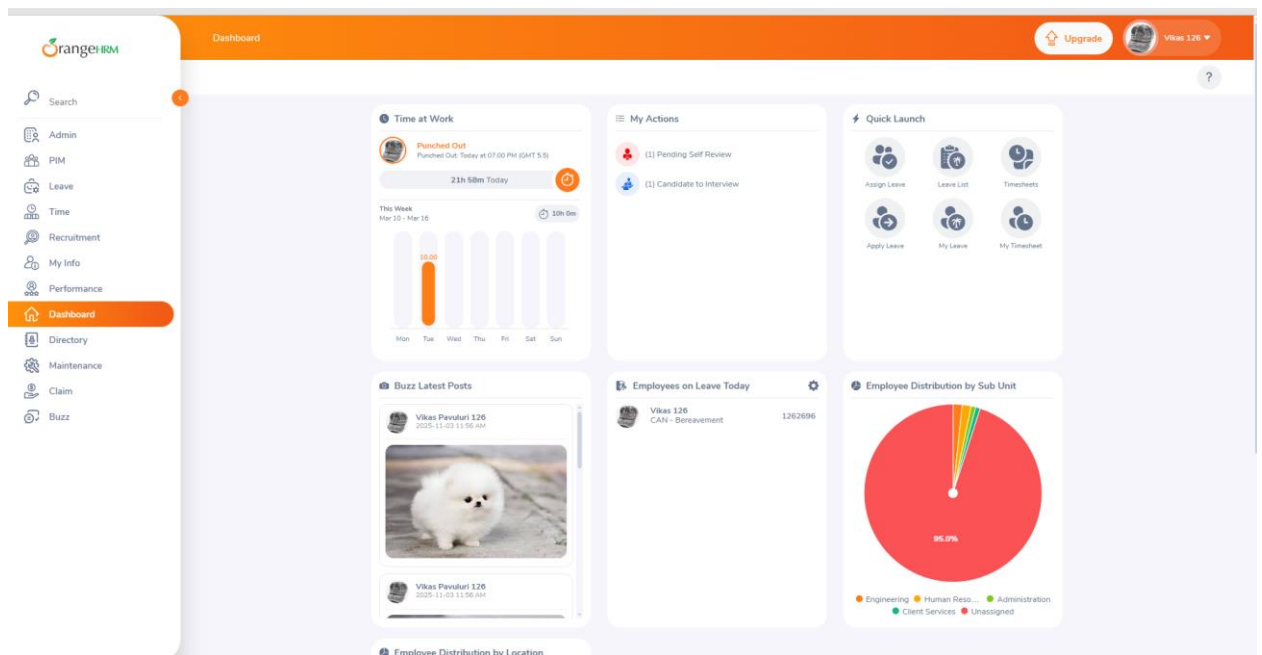 OrangeHRM
Dashboard
Upgrade
Vikas 126
?
Search
Admin
PIM
Leave
Time
Recruitment
My Info
Performance
Dashboard
Directory
Maintenance
Claim
Buzz
Time at Work
Punched Out
Punched Out: Today at 07:00 PM (GMT 5.5)
21h 58m Today
This Week
Mar 10 - Mar 16
10h 0m
10.00
Mon Tue Wed Thu Fri Sat Sun
My Actions
(1) Pending Self Review
(1) Candidate to Interview
Quick Launch
Assign Leave Leave List Timesheets
Apply Leave My Leave My Timesheet
Buzz Latest Posts
Vikas Pavuluri 126
2025-11-03 11:56 AM
Vikas Pavuluri 126
2025-11-03 11:56 AM
Employees on Leave Today
Vikas 126 1262696
CAN - Bereavement
Employee Distribution by Sub Unit
95.0%
Engineering Human Reso... Administration
Client Services Unassigned
Employee Distribution by Location